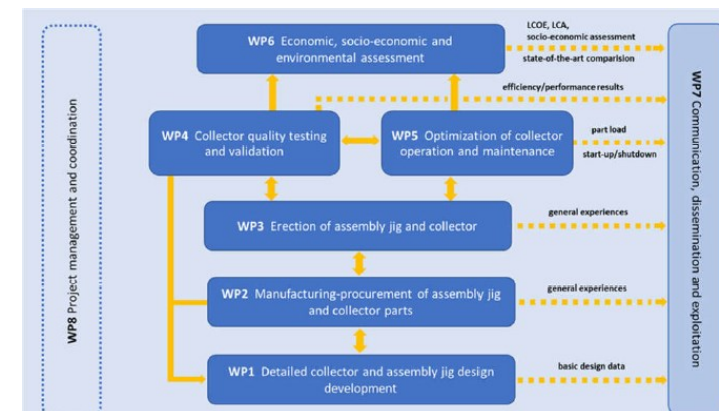 WP8 Project management and coordination
WP6 Economic, socio-economic and
environmental assessment
LCOE, LCA,
socio-economic assessment
state-of-the-art comparision
efficiency/performance results
WP4 Collector quality testing
and validation
WP5 Optimization of collector
operation and maintenance
part load
start-up/shutdown
WP3 Erection of assembly jig and collector
general experiences
WP2 Manufacturing-procurement of assembly jig
and collector parts
general experiences
WP1 Detailed collector and assembly jig design
development
basic design data
WP7 Communication,
dissemination and exploitation